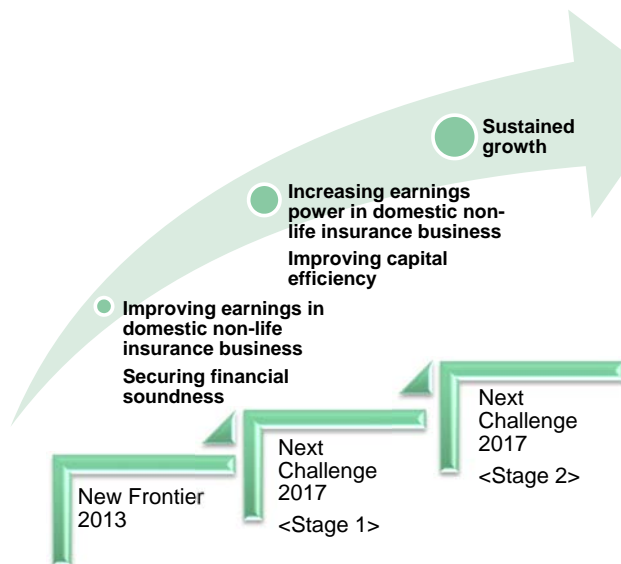 Sustained
growth
Increasing earnings
power in domestic non-
life insurance business
Improving capital
efficiency
Improving earnings in
domestic non-life
insurance business
Securing financial
soundness
New Frontier
2013
Next
Challenge
2017
<Stage 1>
Next
Challenge
2017
<Stage 2>